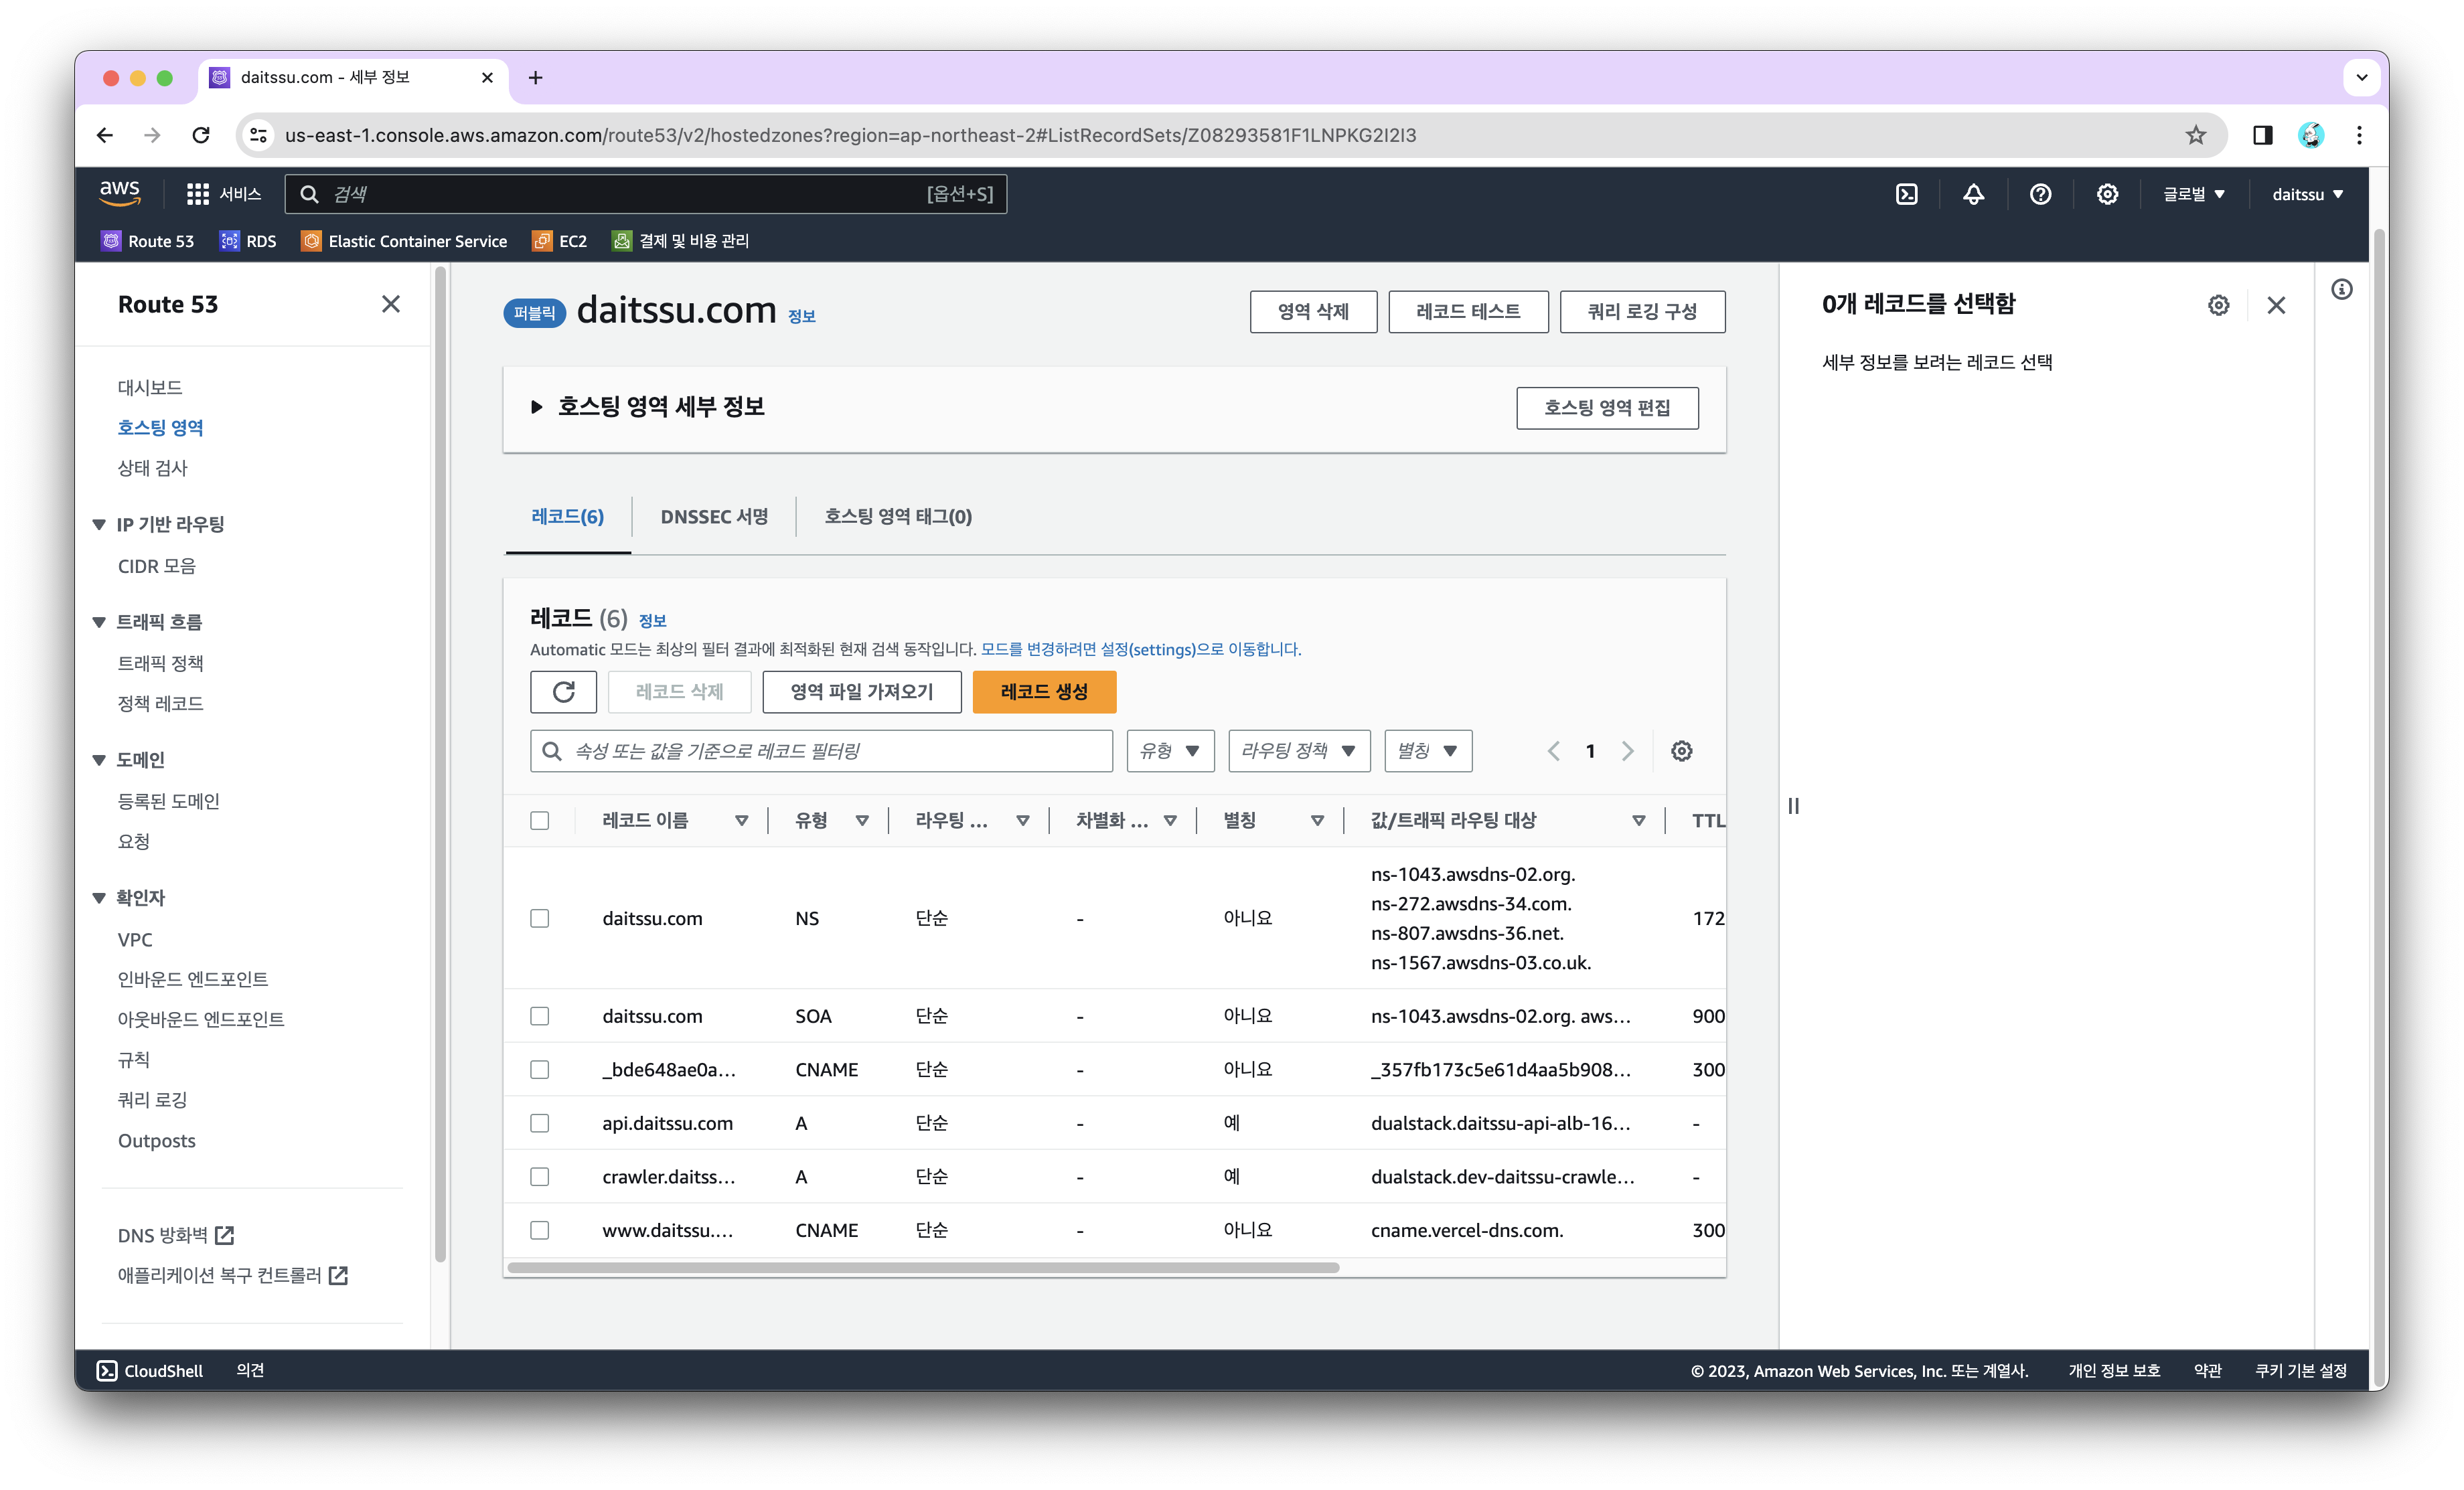 daitssu.com - 세부 정보
us-east-1.console.aws.amazon.com/route53/v2/hostedzones?region=ap-northeast-2#ListRecordSets/Z08293581F1LNPKG2I2I3
aws 서비스 검색 [옵션+S] 글로벌 daitssu
Route 53 RDS Elastic Container Service EC2 결제 및 비용 관리
Route 53
대시보드
호스팅 영역
상태 검사
IP 기반 라우팅
CIDR 모음
트래픽 흐름
트래픽 정책
정책 레코드
도메인
등록된 도메인
요청
확인자
VPC
인바운드 엔드포인트
아웃바운드 엔드포인트
규칙
쿼리 로깅
Outposts
DNS 방화벽
애플리케이션 복구 컨트롤러
퍼블릭 daitssu.com 정보
영역 삭제 레코드 테스트 쿼리 로깅 구성
호스팅 영역 세부 정보 호스팅 영역 편집
레코드(6) DNSSEC 서명 호스팅 영역 태그(0)
레코드 (6) 정보
Automatic 모드는 최상의 필터 결과에 최적화된 현재 검색 동작입니다. 모드를 변경하려면 설정(settings)으로 이동합니다.
레코드 삭제 영역 파일 가져오기 레코드 생성
속성 또는 값을 기준으로 레코드 필터링 유형 라우팅 정책 별칭 1
레코드 이름 유형 라우팅 ... 차별화 ... 별칭 값/트래픽 라우팅 대상 TTL
daitssu.com NS 단순 - 아니요 ns-1043.awsdns-02.org. 172
ns-272.awsdns-34.com.
ns-807.awsdns-36.net.
ns-1567.awsdns-03.co.uk.
daitssu.com SOA 단순 - 아니요 ns-1043.awsdns-02.org. aws... 900
_bde648ae0a... CNAME 단순 - 아니요 _357fb173c5e61d4aa5b908... 300
api.daitssu.com A 단순 - 예 dualstack.daitssu-api-alb-16... -
crawler.daitss... A 단순 - 예 dualstack.dev-daitssu-crawle... -
www.daitssu.... CNAME 단순 - 아니요 cname.vercel-dns.com. 300
0개 레코드를 선택함
세부 정보를 보려는 레코드 선택
CloudShell 의견 © 2023, Amazon Web Services, Inc. 또는 계열사. 개인 정보 보호 약관 쿠키 기본 설정